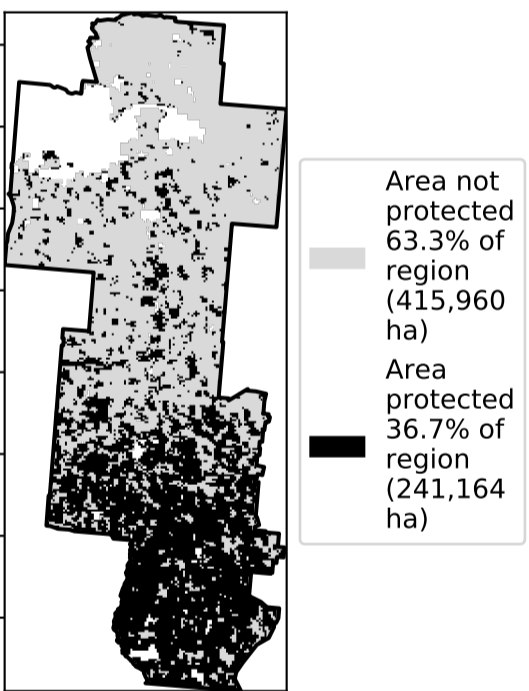 Area not
protected
63.3% of
region
(415,960
ha)
Area
protected
36.7% of
region
(241,164
ha)